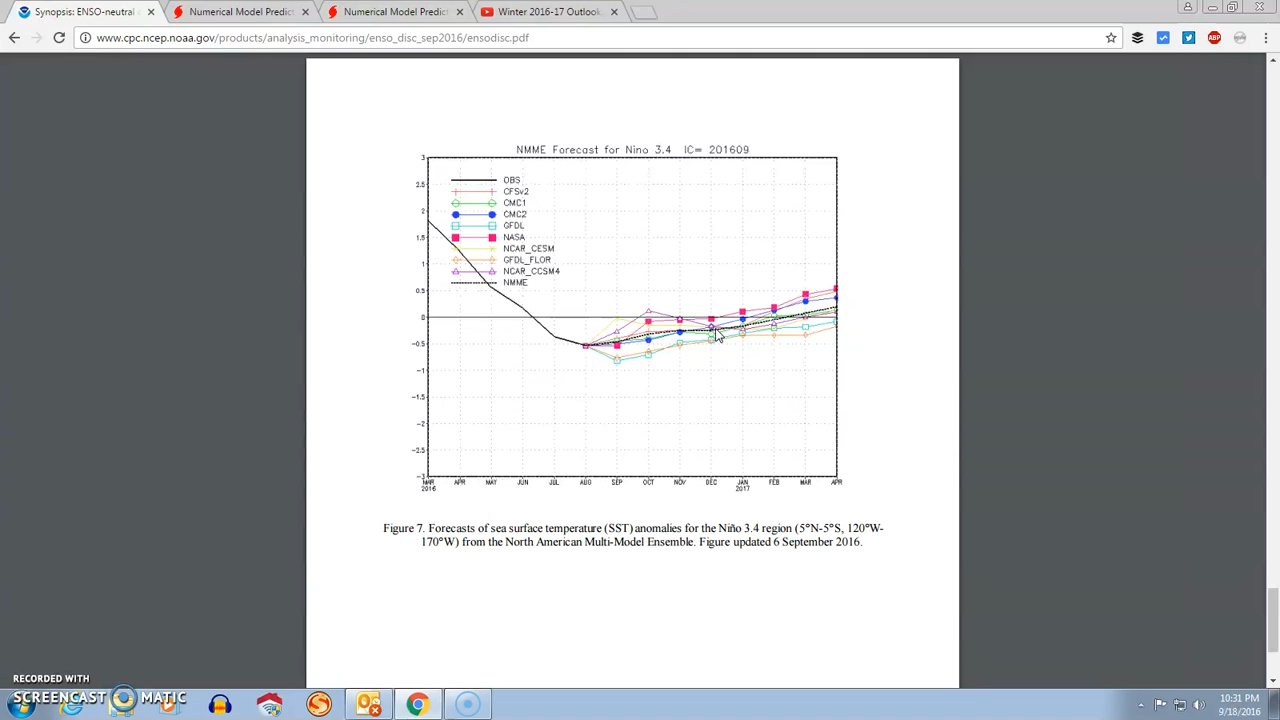 Synopsis: ENSO-neutral
Numerical Model Predic
Numerical Model Predic
Winter 2016-17 Outlook
www.cpc.ncep.noaa.gov/products/analysis_monitoring/enso_disc_sep2016/ensodisc.pdf
ABP
NMME Forecast for Nino 3.4 IC= 201609
3
2.5
2
1.5
1
0.5
0
-0.5
-1
-1.5
-2
-2.5
-3
OBS
CFSv2
CMC1
CMC2
GFDL
NASA
NCAR_CESM
GFDL_FLOR
NCAR_CCSM4
NMME
MAR APR MAY JUN JUL AUG SEP OCT NOV DEC JAN FEB MAR APR
2016 2017
Figure 7. Forecasts of sea surface temperature (SST) anomalies for the Niño 3.4 region (5°N-5°S, 120°W-
170°W) from the North American Multi-Model Ensemble. Figure updated 6 September 2016.
RECORDED WITH
SCREENCAST MATIC
10:31 PM
9/18/2016